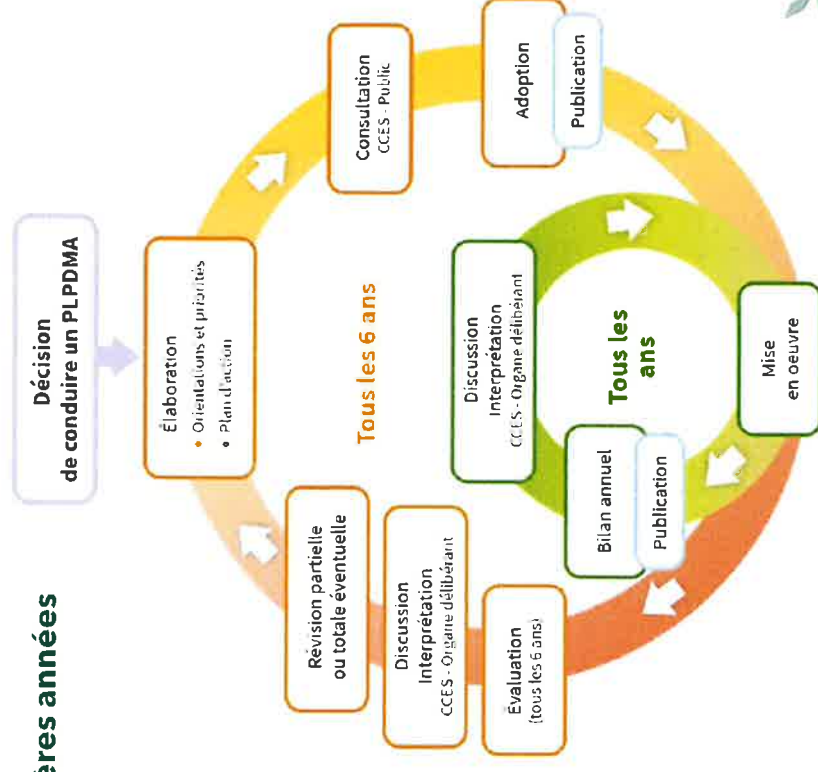 ères années
Décision
de conduire un PLPDMA
Élaboration
• Orientations et priorités
• Plan d'action
Consultation
CCES - Public
Adoption
Publication
Tous les 6 ans
Discussion
Interprétation
CCES - Organe délibérant
Tous les
ans
Mise
en oeuvre
Bilan annuel
Publication
Évaluation
(tous les 6 ans)
Discussion
Interprétation
CCES - Organe délibérant
Révision partielle
ou totale éventuelle